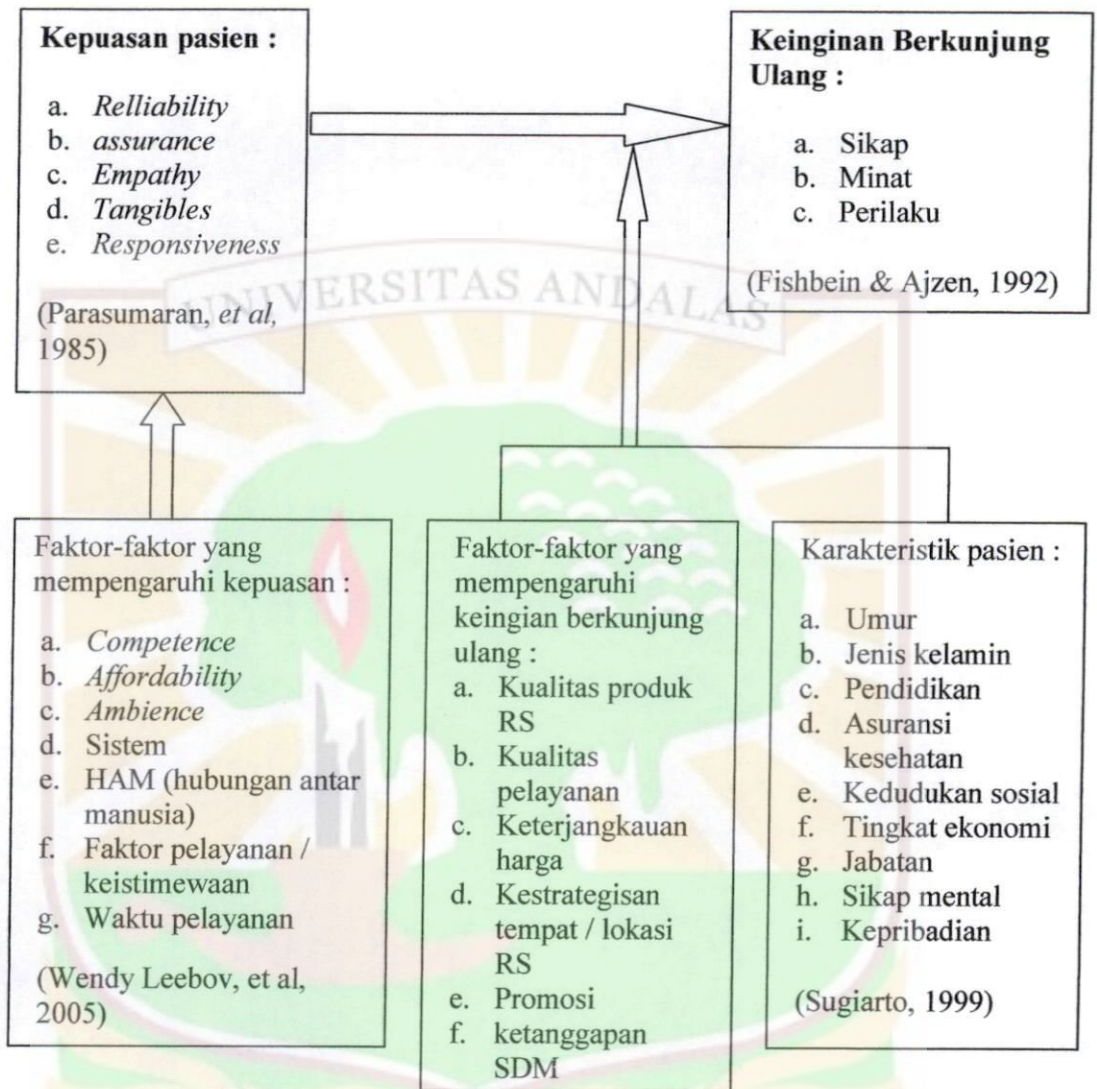 Kepuasan pasien :
a. Relliability
b. assurance
c. Empathy
d. Tangibles
e. Responsiveness
(Parasumaran, et al,
1985)
Keinginan Berkunjung
Ulang :
a. Sikap
b. Minat
c. Perilaku
(Fishbein & Ajzen, 1992)
UNIVERSITAS ANDALAS
Faktor-faktor yang
mempengaruhi kepuasan :
a. Competence
b. Affordability
c. Ambience
d. Sistem
e. HAM (hubungan antar
manusia)
f. Faktor pelayanan /
keistimewaan
g. Waktu pelayanan
(Wendy Leebov, et al,
2005)
Faktor-faktor yang
mempengaruhi
keingian berkunjung
ulang :
a. Kualitas produk
RS
b. Kualitas
pelayanan
c. Keterjangkauan
harga
d. Kestrategisan
tempat / lokasi
RS
e. Promosi
f. ketanggapan
SDM
Karakteristik pasien :
a. Umur
b. Jenis kelamin
c. Pendidikan
d. Asuransi
kesehatan
e. Kedudukan sosial
f. Tingkat ekonomi
g. Jabatan
h. Sikap mental
i. Kepribadian
(Sugiarto, 1999)